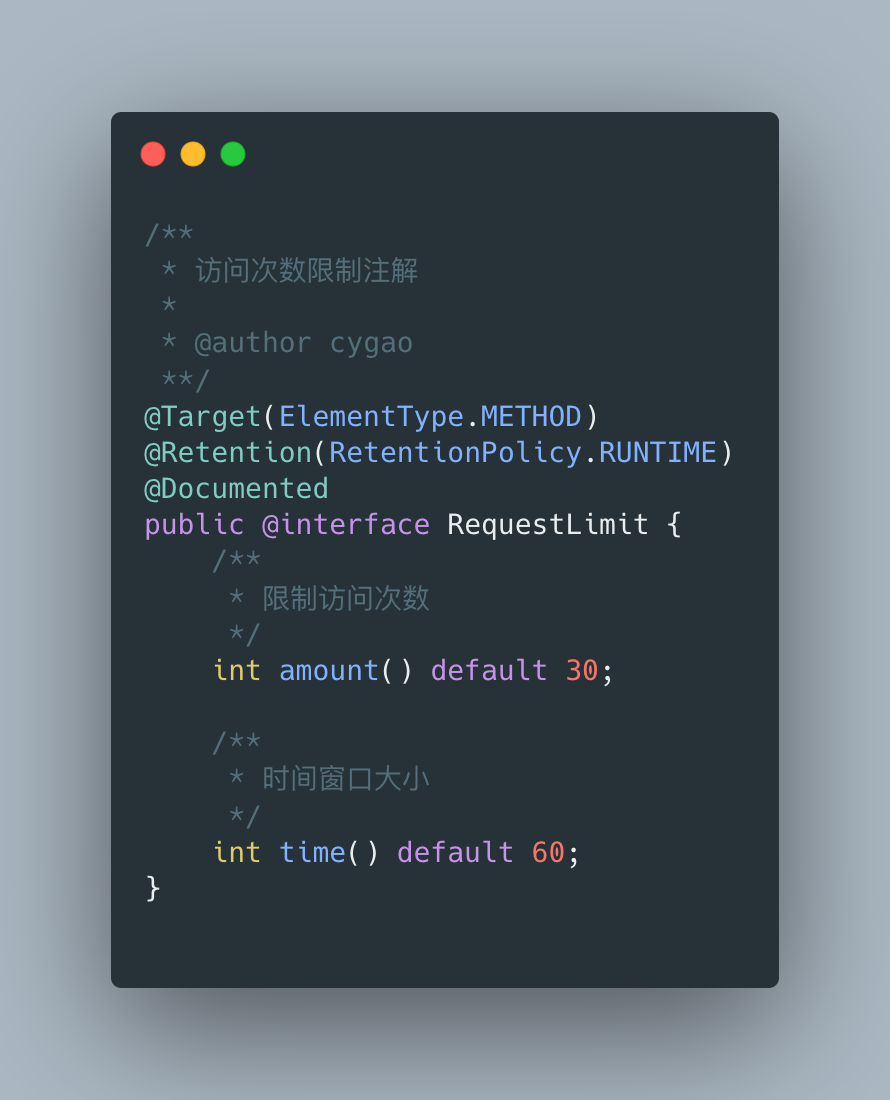 /**
 * 访问次数限制注解
 *
 * @author cygao
 **/
@Target(ElementType.METHOD)
@Retention(RetentionPolicy.RUNTIME)
@Documented
public @interface RequestLimit {
    /**
     * 限制访问次数
     */
    int amount() default 30;

    /**
     * 时间窗口大小
     */
    int time() default 60;
}